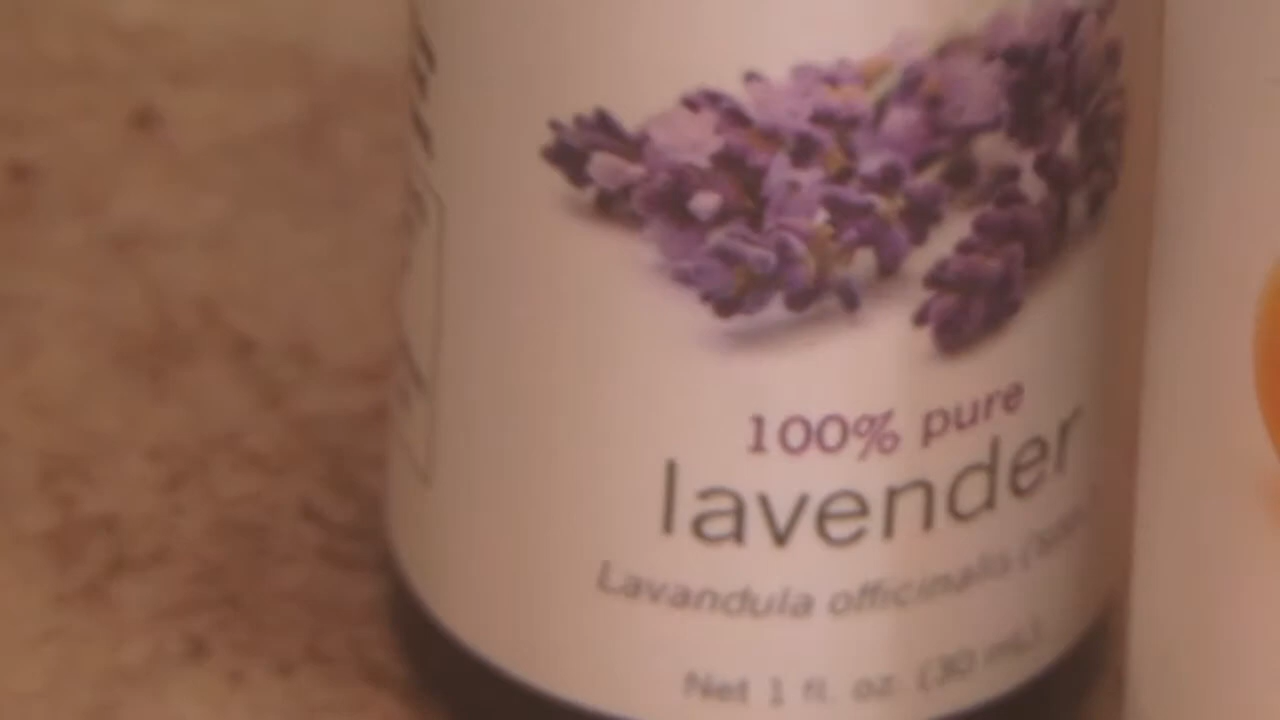 100% pure
lavender
Lavandula officinalis
Net 1 fl. oz. (30 mL)